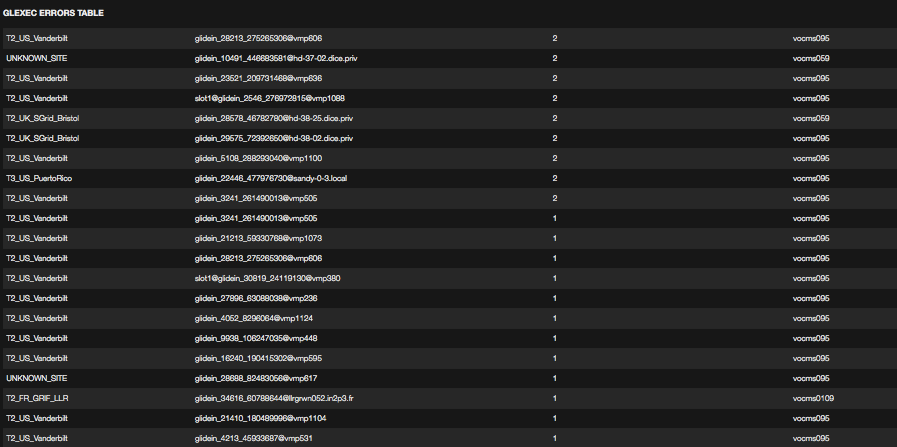 GLEXEC ERRORS TABLE
T2_US_Vanderbilt glidein_28213_275265306@vmp606 2 vocms095
UNKNOWN_SITE glidein_10491_446683581@hd-37-02.dice.priv 2 vocms059
T2_US_Vanderbilt glidein_23521_209731468@vmp636 2 vocms095
T2_US_Vanderbilt slot1@glidein_2546_276972815@vmp1088 2 vocms095
T2_UK_SGrid_Bristol glidein_28578_46782780@hd-38-25.dice.priv 2 vocms059
T2_UK_SGrid_Bristol glidein_29575_72392650@hd-38-02.dice.priv 2 vocms095
T2_US_Vanderbilt glidein_5108_288293040@vmp1100 2 vocms095
T3_US_PuertoRico glidein_22446_477976730@sandy-0-3.local 2 vocms095
T2_US_Vanderbilt glidein_3241_261490013@vmp505 2 vocms095
T2_US_Vanderbilt glidein_3241_261490013@vmp505 1 vocms095
T2_US_Vanderbilt glidein_21213_59330768@vmp1073 1 vocms095
T2_US_Vanderbilt glidein_28213_275265306@vmp606 1 vocms095
T2_US_Vanderbilt slot1@glidein_30819_24119130@vmp380 1 vocms095
T2_US_Vanderbilt glidein_27896_63088038@vmp236 1 vocms095
T2_US_Vanderbilt glidein_4052_8296064@vmp1124 1 vocms095
T2_US_Vanderbilt glidein_9938_106247035@vmp448 1 vocms095
T2_US_Vanderbilt glidein_16240_190415302@vmp595 1 vocms095
UNKNOWN_SITE glidein_28688_82483056@vmp617 1 vocms095
T2_FR_GRIF_LLR glidein_34616_60788644@llrgrwn052.in2p3.fr 1 vocms0109
T2_US_Vanderbilt glidein_21410_180489996@vmp1104 1 vocms095
T2_US_Vanderbilt glidein_4213_45933687@vmp531 1 vocms095